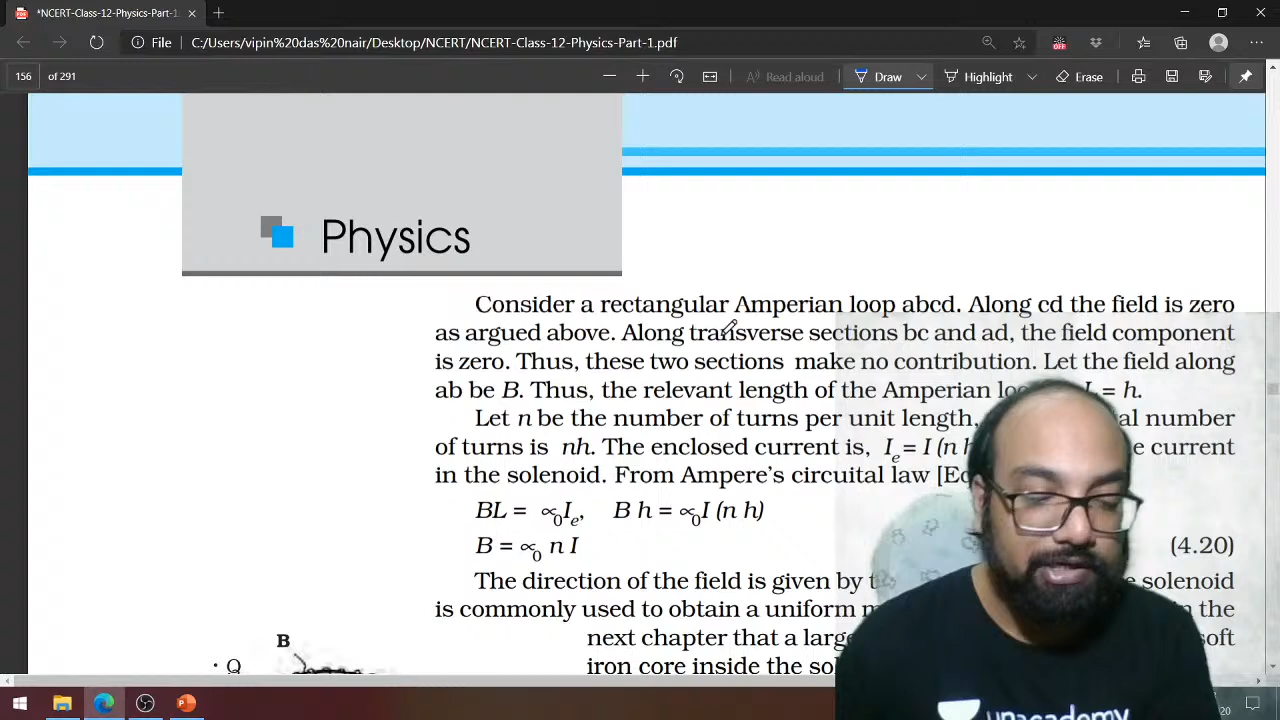 *NCERT-Class-12-Physics-Part-1.
File C:/Users/vipin%20das%20nair/Desktop/NCERT/NCERT-Class-12-Physics-Part-1.pdf
156 of 291 Read aloud Draw Highlight Erase
Physics
Consider a rectangular Amperian loop abcd. Along cd the field is zero
as argued above. Along transverse sections bc and ad, the field component
is zero. Thus, these two sections make no contribution. Let the field along
ab be B. Thus, the relevant length of the Amperian L = h.
Let n be the number of turns per unit length, number
of turns is nh. The enclosed current is, Ie = I (n current
in the solenoid. From Ampere's circuital law
BL = ∝0Ie, B h = ∝0I (n h)
B = ∝0 n I (4.20)
The direction of the field is given by solenoid
is commonly used to obtain a uniform the
next chapter that a large soft
B
Q iron core inside the
unacademy
20